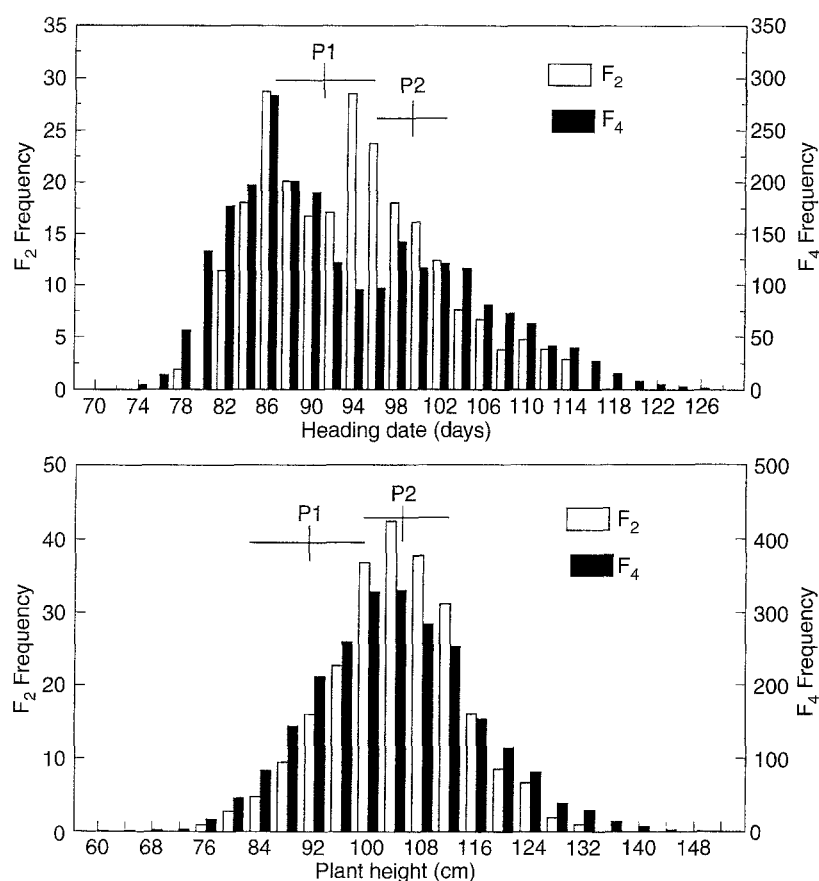 35
30
25
20
15
10
5
0
F₂ Frequency
P1
P2
F₂
F₄
350
300
250
200
150
100
50
0
F₄ Frequency
70 74 78 82 86 90 94 98 102 106 110 114 118 122 126
Heading date (days)
50
40
30
20
10
0
F₂ Frequency
P1
P2
F₂
F₄
500
400
300
200
100
0
F₄ Frequency
60 68 76 84 92 100 108 116 124 132 140 148
Plant height (cm)